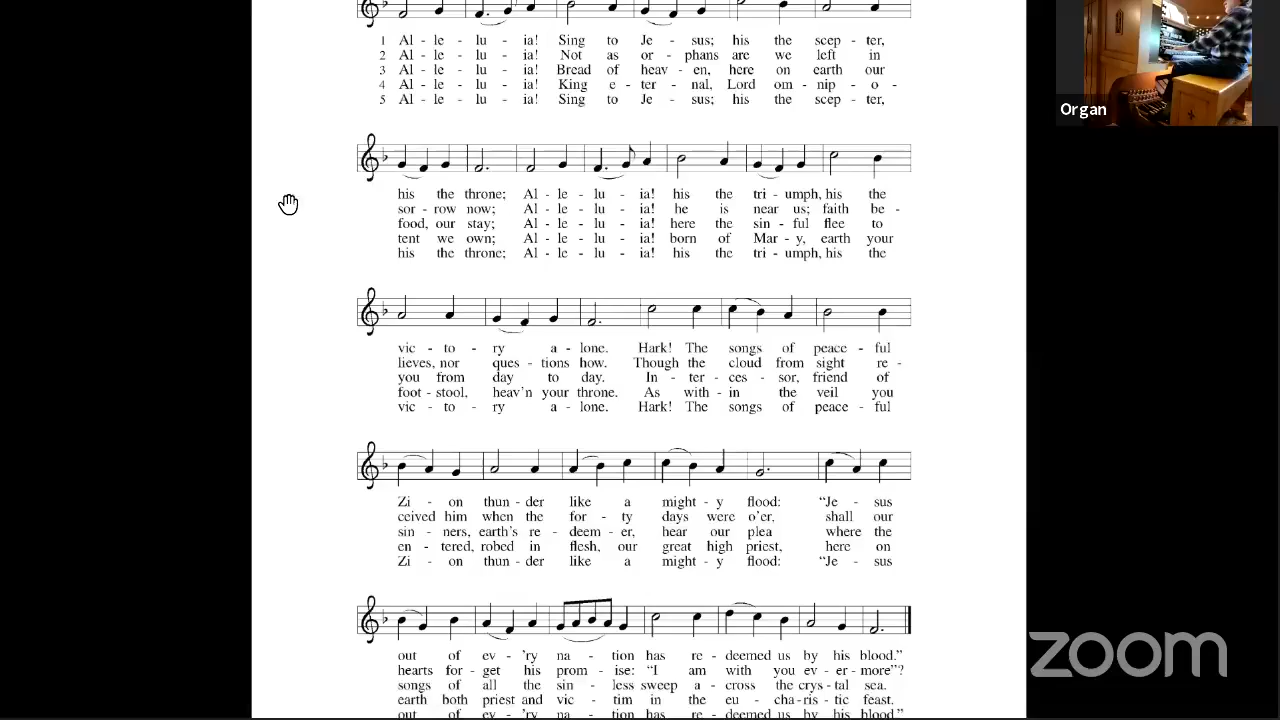 1 Al - le - lu - ia! Sing to Je - sus; his the scep - ter,
2 Al - le - lu - ia! Not as or - phans are we left in
3 Al - le - lu - ia! Bread of heav - en, here on earth our
4 Al - le - lu - ia! King e - ter - nal, Lord om - nip - o -
5 Al - le - lu - ia! Sing to Je - sus; his the scep - ter,
Organ
his the throne; Al - le - lu - ia! his the tri - umph, his the
sor - row now; Al - le - lu - ia! he is near us; faith be -
food, our stay; Al - le - lu - ia! here the sin - ful flee to
tent we own; Al - le - lu - ia! born of Mar - y, earth your
his the throne; Al - le - lu - ia! his the tri - umph, his the
vic - to - ry a - lone. Hark! The songs of peace - ful
lieves, nor ques - tions how. Though the cloud from sight re -
you from day to day. In - ter - ces - sor, friend of
foot - stool, heav'n your throne. As with - in the veil you
vic - to - ry a - lone. Hark! The songs of peace - ful
Zi - on thun - der like a might - y flood: “Je - sus
ceived him when the for - ty days were o'er, shall our
sin - ners, earth's re - deem - er, hear our plea where the
en - tered, robed in flesh, our great high priest, here on
Zi - on thun - der like a might - y flood: “Je - sus
out of ev - 'ry na - tion has re - deemed us by his blood.”
hearts for - get his prom - ise: “I am with you ev - er - more”?
songs of all the sin - less sweep a - cross the crys - tal sea.
earth both priest and vic - tim in the eu - cha - ris - tic feast.
out of ev - 'ry na - tion has re - deemed us by his blood.”
zoom